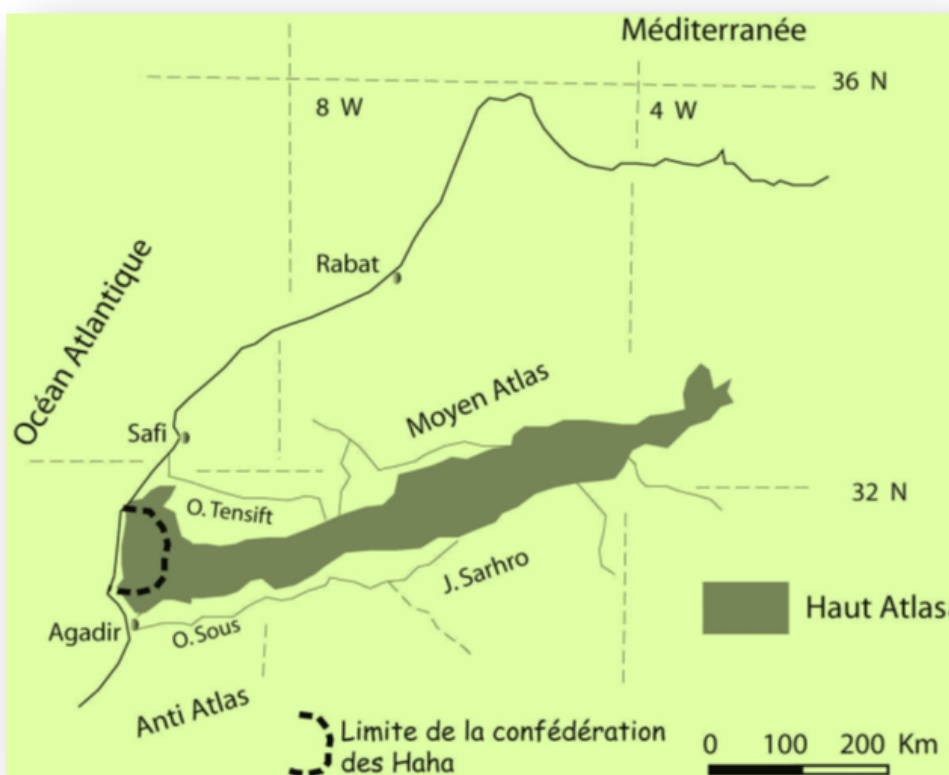 Méditerranée
36 N
8 W
4 W
Rabat
Océan Atlantique
Moyen Atlas
Safi
32 N
O. Tensift
J. Sarhro
Haut Atlas
Agadir
O. Sous
Anti Atlas
Limite de la confédération
des Haha
0 100 200 Km